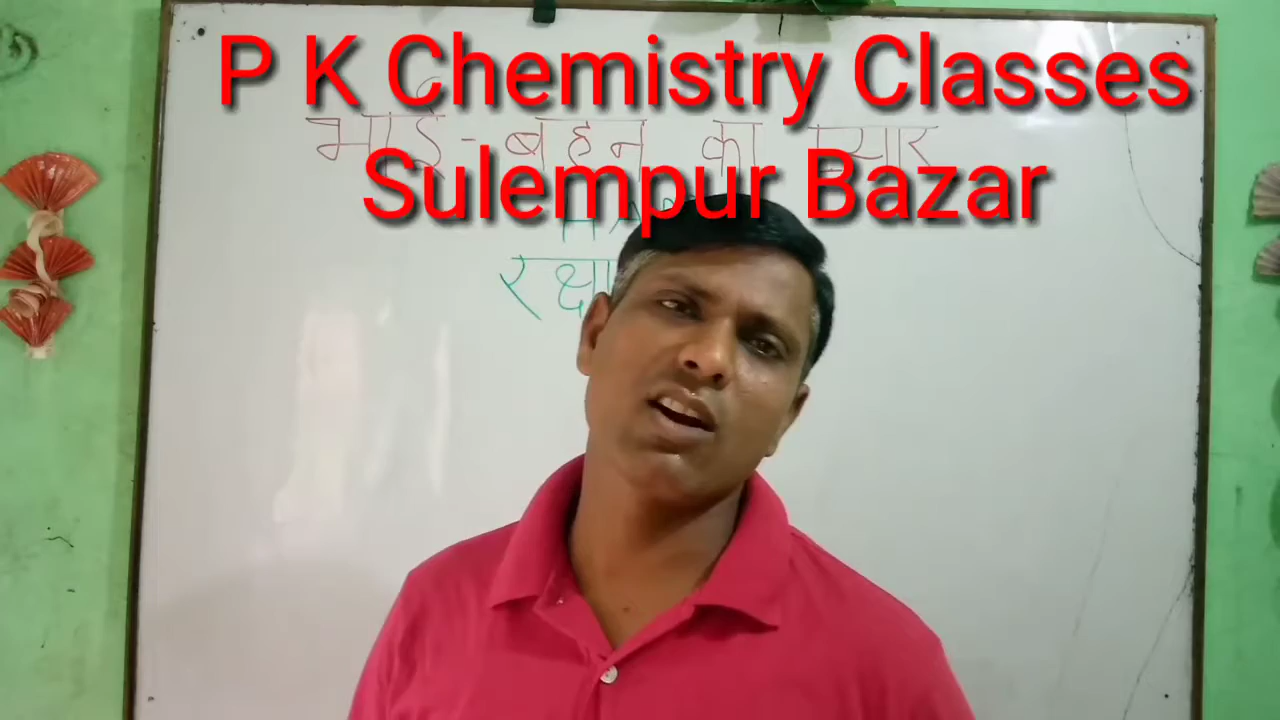 P K Chemistry Classes
भाई-बहन का प्यार
Sulempur Bazar